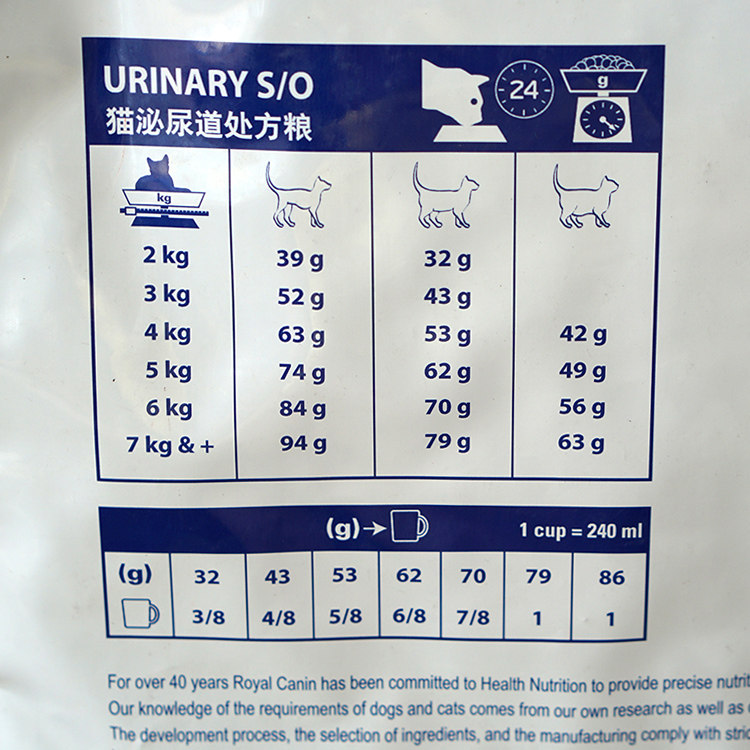 URINARY S/O
猫泌尿道处方粮
24
g
kg
2 kg 39 g 32 g
3 kg 52 g 43 g
4 kg 63 g 53 g 42 g
5 kg 74 g 62 g 49 g
6 kg 84 g 70 g 56 g
7 kg & + 94 g 79 g 63 g
(g)→ 1 cup = 240 ml
(g) 32 43 53 62 70 79 86
3/8 4/8 5/8 6/8 7/8 1 1
For over 40 years Royal Canin has been committed to Health Nutrition to provide precise
Our knowledge of the requirements of dogs and cats comes from our own research as well as
The development process, the selection of ingredients, and the manufacturing comply with